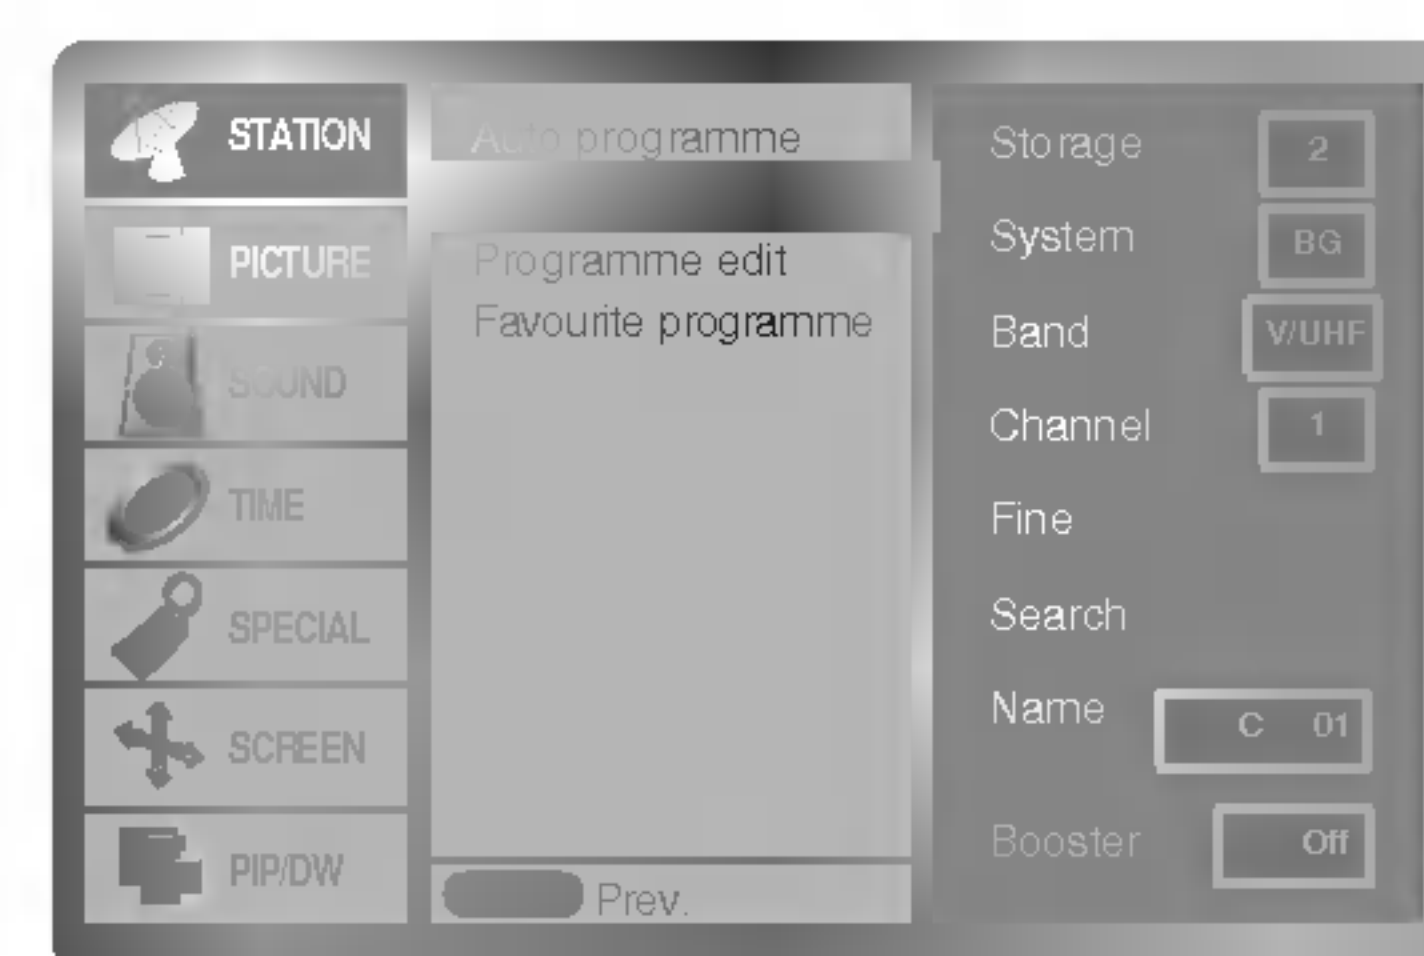 STATION
PICTURE
SOUND
TIME
SPECIAL
SCREEN
PIP/DW
Auto programme
Programme edit
Favourite programme
Prev.
Storage 2
System BG
Band V/UHF
Channel 1
Fine
Search
Name C 01
Booster Off